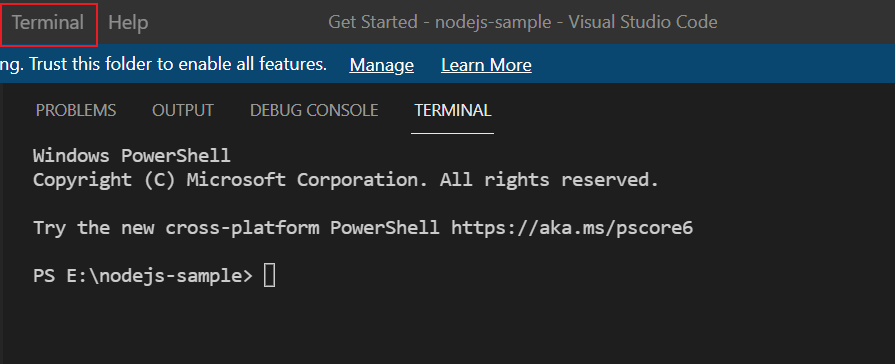 Terminal Help Get Started - nodejs-sample - Visual Studio Code
ng. Trust this folder to enable all features. Manage Learn More
PROBLEMS OUTPUT DEBUG CONSOLE TERMINAL
Windows PowerShell
Copyright (C) Microsoft Corporation. All rights reserved.
Try the new cross-platform PowerShell https://aka.ms/pscore6
PS E:\nodejs-sample>